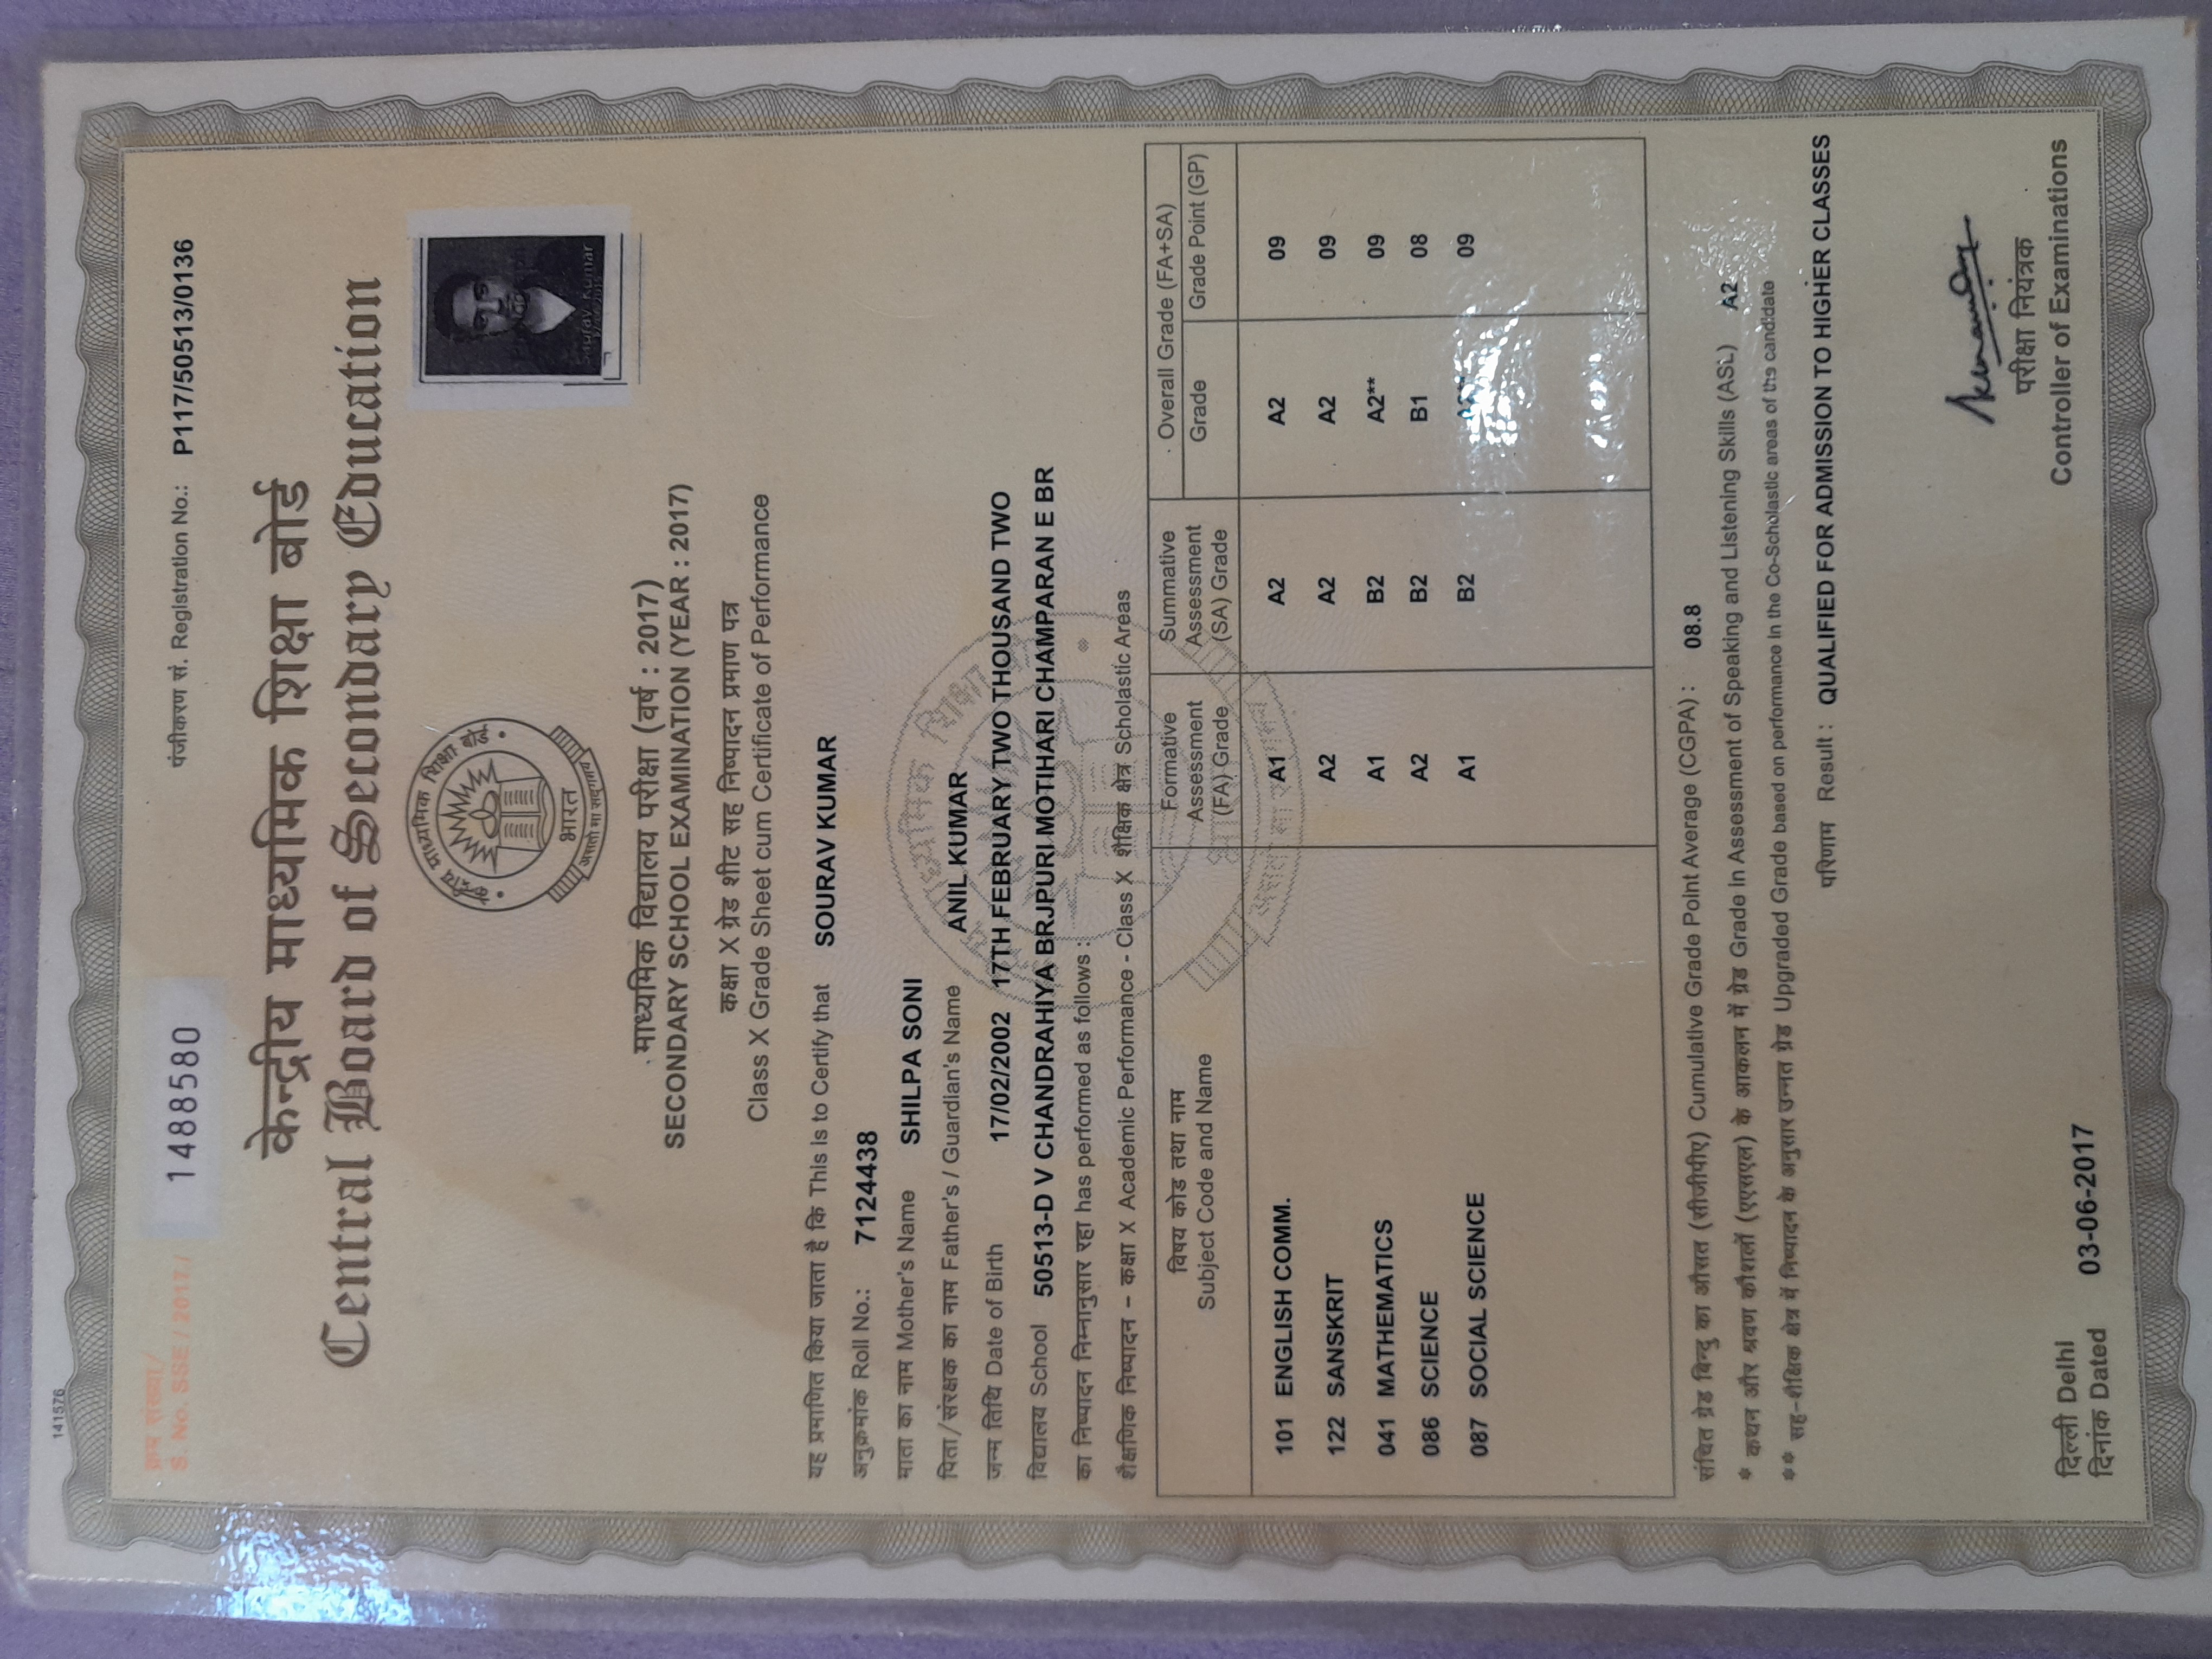 141576
क्रम संख्या/
S. No. SSE / 2017 / 1488580
पंजीकरण सं. Registration No.: P117/50513/0136
केन्द्रीय माध्यमिक शिक्षा बोर्ड
Central Board of Secondary Education
केन्द्रीय माध्यमिक शिक्षा बोर्ड
भारत
असतो मा सद्गमय
Sourav Kumar
माध्यमिक विद्यालय परीक्षा (वर्ष : 2017)
SECONDARY SCHOOL EXAMINATION (YEAR : 2017)
कक्षा X ग्रेड शीट सह निष्पादन प्रमाण पत्र
Class X Grade Sheet cum Certificate of Performance
यह प्रमाणित किया जाता है कि This is to Certify that SOURAV KUMAR
अनुक्रमांक Roll No.: 7124438
माता का नाम Mother's Name SHILPA SONI
पिता/संरक्षक का नाम Father's / Guardian's Name ANIL KUMAR
जन्म तिथि Date of Birth 17/02/2002 17TH FEBRUARY TWO THOUSAND TWO
विद्यालय School 50513-D V CHANDRAHIYA BRJPURI MOTIHARI CHAMPARAN E BR
का निष्पादन निम्नानुसार रहा has performed as follows :
शैक्षणिक निष्पादन – कक्षा X Academic Performance - Class X शैक्षिक क्षेत्र Scholastic Areas
विषय कोड तथा नाम
Subject Code and Name
Formative
Assessment
(FA) Grade
Summative
Assessment
(SA) Grade
Overall Grade (FA+SA)
Grade Grade Point (GP)
101 ENGLISH COMM. A1 A2 A2 09
122 SANSKRIT A2 A2 A2 09
041 MATHEMATICS A1 B2 A2** 09
086 SCIENCE A2 B2 B1 08
087 SOCIAL SCIENCE A1 B2 09
संचित ग्रेड बिन्दु का औसत (सीजीपीए) Cumulative Grade Point Average (CGPA) : 08.8
* कथन और श्रवण कौशलों (एएसएल) के आकलन में ग्रेड Grade in Assessment of Speaking and Listening Skills (ASL) A2
** सह-शैक्षिक क्षेत्र में निष्पादन के अनुसार उन्नत ग्रेड Upgraded Grade based on performance in the Co-Scholastic areas of the candidate
परिणाम Result : QUALIFIED FOR ADMISSION TO HIGHER CLASSES
दिल्ली Delhi
दिनांक Dated 03-06-2017
परीक्षा नियंत्रक
Controller of Examinations